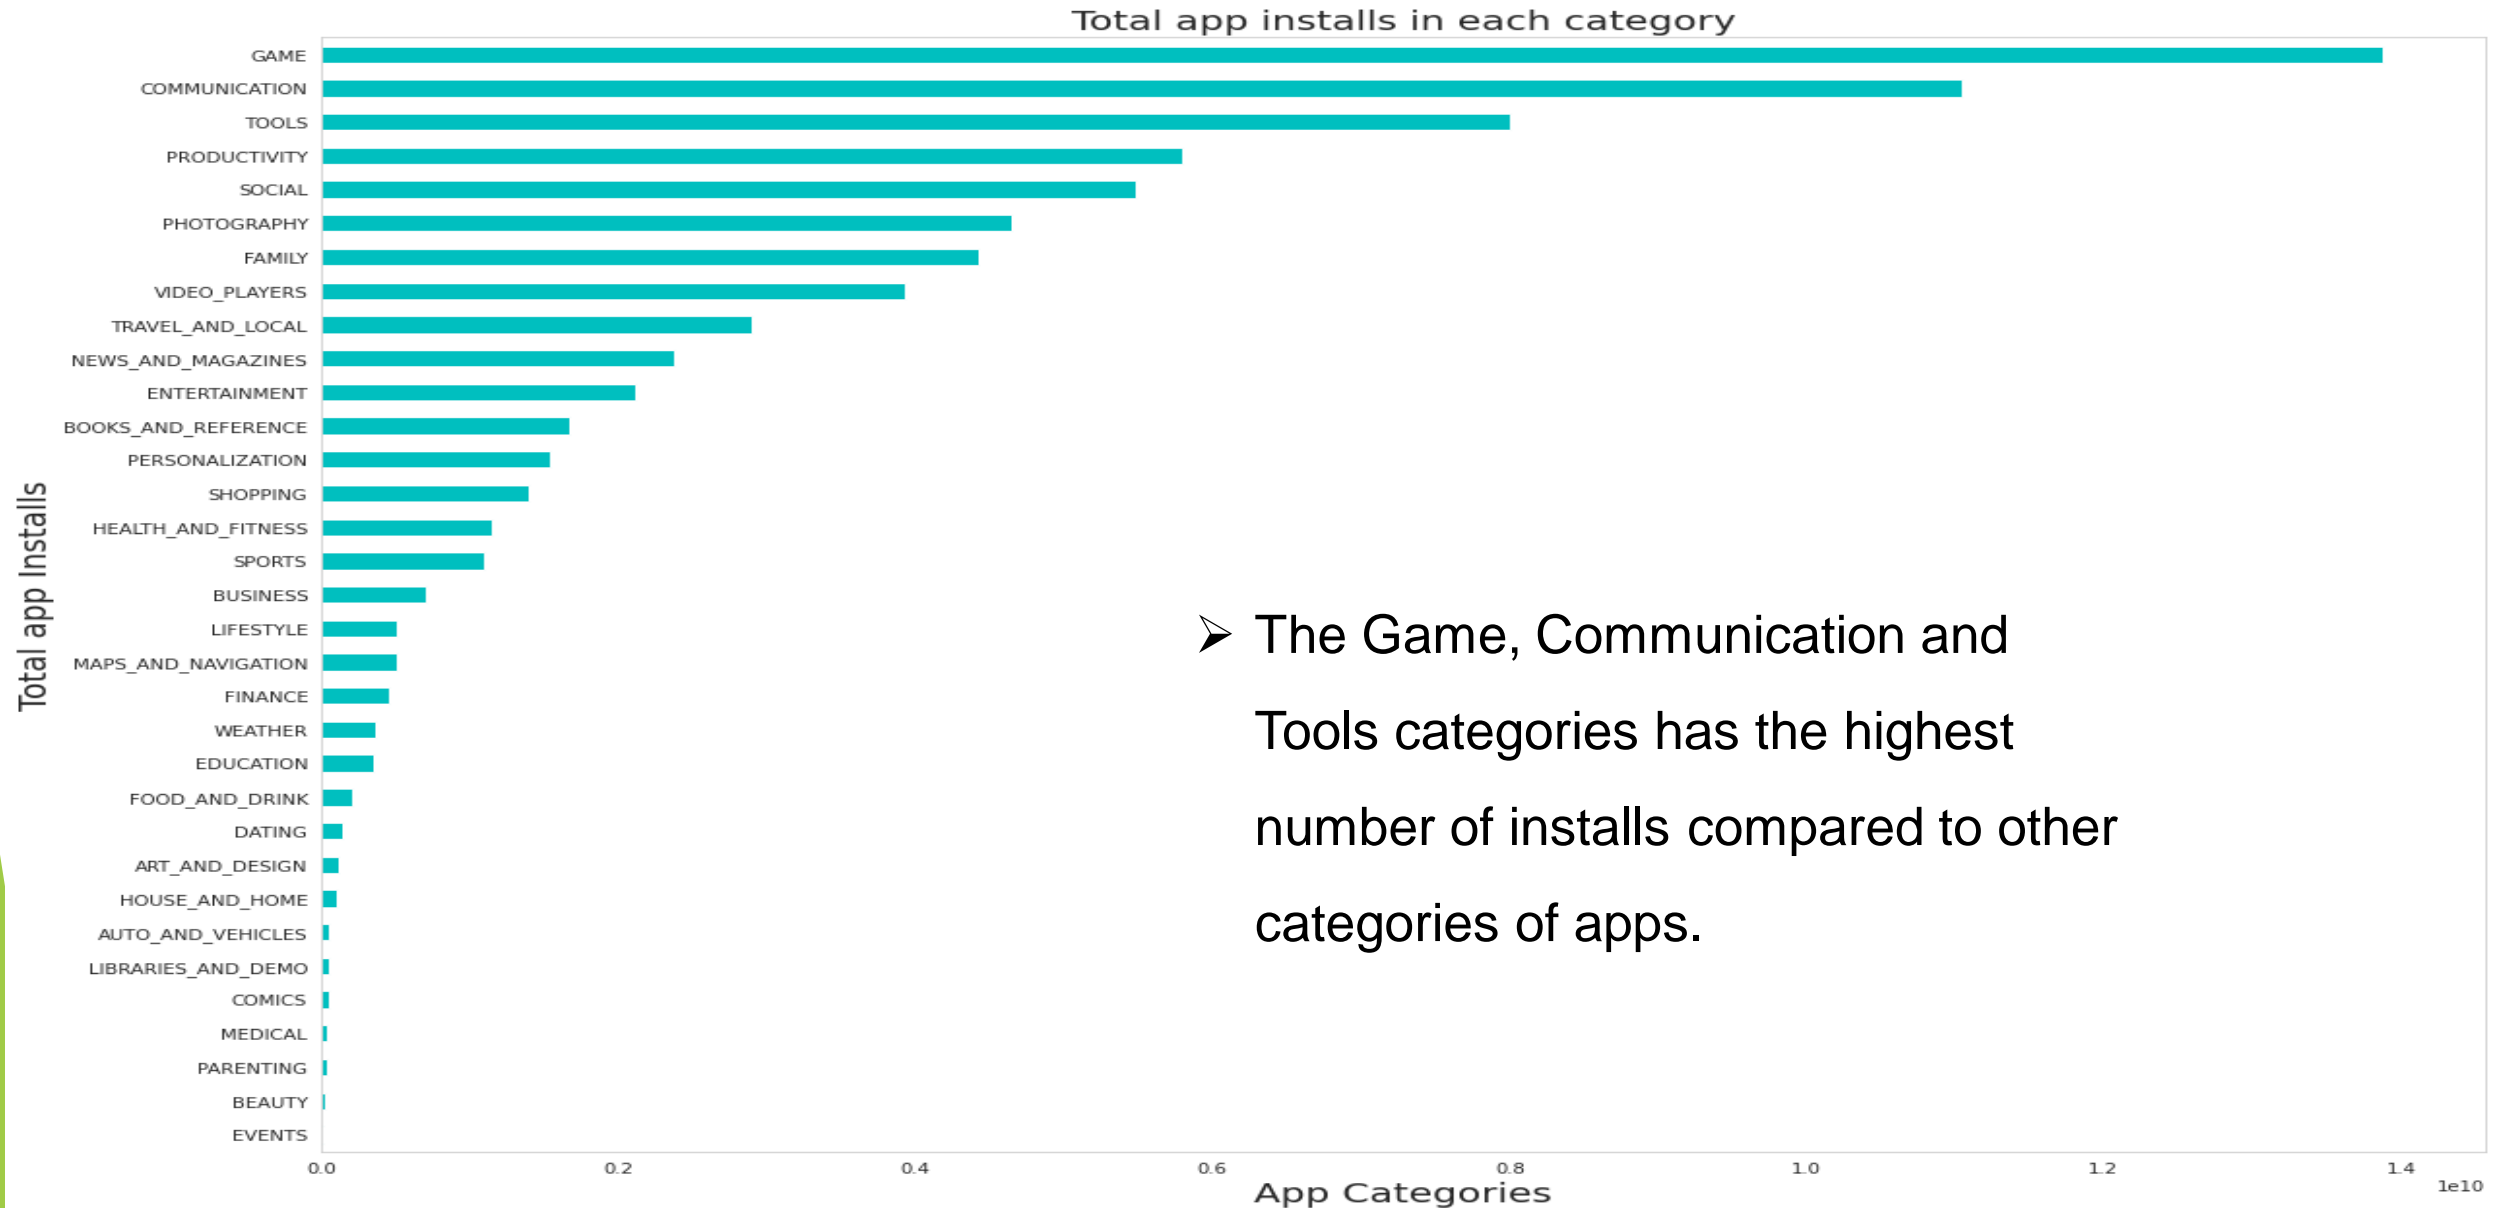 Total app installs in each category
GAME
COMMUNICATION
TOOLS
PRODUCTIVITY
SOCIAL
PHOTOGRAPHY
FAMILY
VIDEO_PLAYERS
TRAVEL_AND_LOCAL
NEWS_AND_MAGAZINES
ENTERTAINMENT
BOOKS_AND_REFERENCE
PERSONALIZATION
SHOPPING
HEALTH_AND_FITNESS
SPORTS
BUSINESS
LIFESTYLE
MAPS_AND_NAVIGATION
FINANCE
WEATHER
EDUCATION
FOOD_AND_DRINK
DATING
ART_AND_DESIGN
HOUSE_AND_HOME
AUTO_AND_VEHICLES
LIBRARIES_AND_DEMO
COMICS
MEDICAL
PARENTING
BEAUTY
EVENTS
Total app Installs
➢ The Game, Communication and
Tools categories has the highest
number of installs compared to other
categories of apps.
0.0 0.2 0.4 0.6 0.8 1.0 1.2 1.4
1e10
App Categories